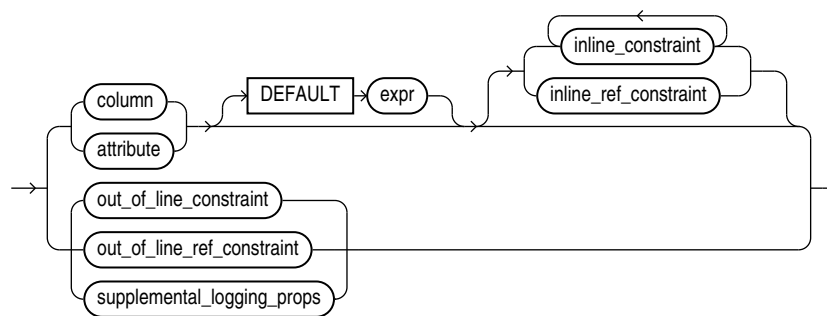 inline_constraint
column
DEFAULT expr
inline_ref_constraint
attribute
out_of_line_constraint
out_of_line_ref_constraint
supplemental_logging_props